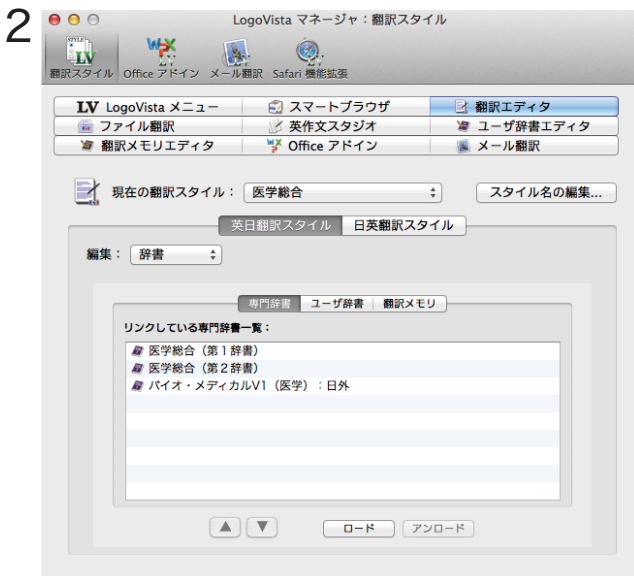 2
LogoVista マネージャ：翻訳スタイル
翻訳スタイル Office アドイン メール翻訳 Safari 機能拡張
LV LogoVista メニュー スマートブラウザ 翻訳エディタ
ファイル翻訳 英作文スタジオ ユーザ辞書エディタ
翻訳メモリエディタ Office アドイン メール翻訳
現在の翻訳スタイル： 医学総合 スタイル名の編集...
英日翻訳スタイル 日英翻訳スタイル
編集： 辞書
専門辞書 ユーザ辞書 翻訳メモリ
リンクしている専門辞書一覧：
医学総合（第１辞書）
医学総合（第２辞書）
バイオ・メディカルV1（医学）：日外
▲ ▼ ロード アンロード